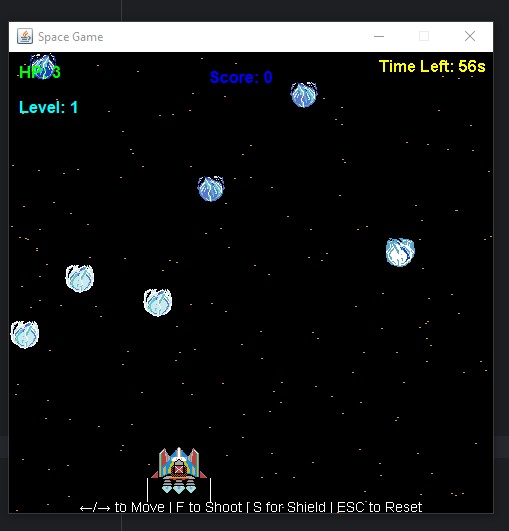 Space Game
HP: 3
Score: 0
Time Left: 56s
Level: 1
←/→ to Move | F to Shoot | S for Shield | ESC to Reset